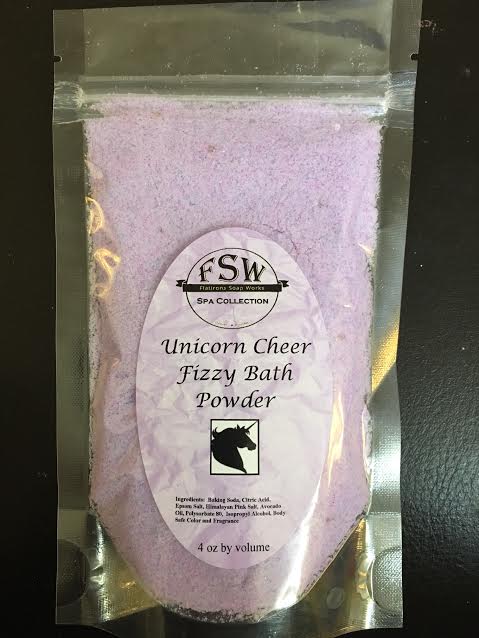 FSW
Flatirons Soap Works
Spa Collection
Unicorn Cheer
Fizzy Bath
Powder
Ingredients: Baking Soda, Citric Acid,
Epsom Salt, Himalayan Pink Salt, Avocado
Oil, Polysorbate 80, Isopropyl Alcohol, Body
Safe Color and Fragrance
4 oz by volume